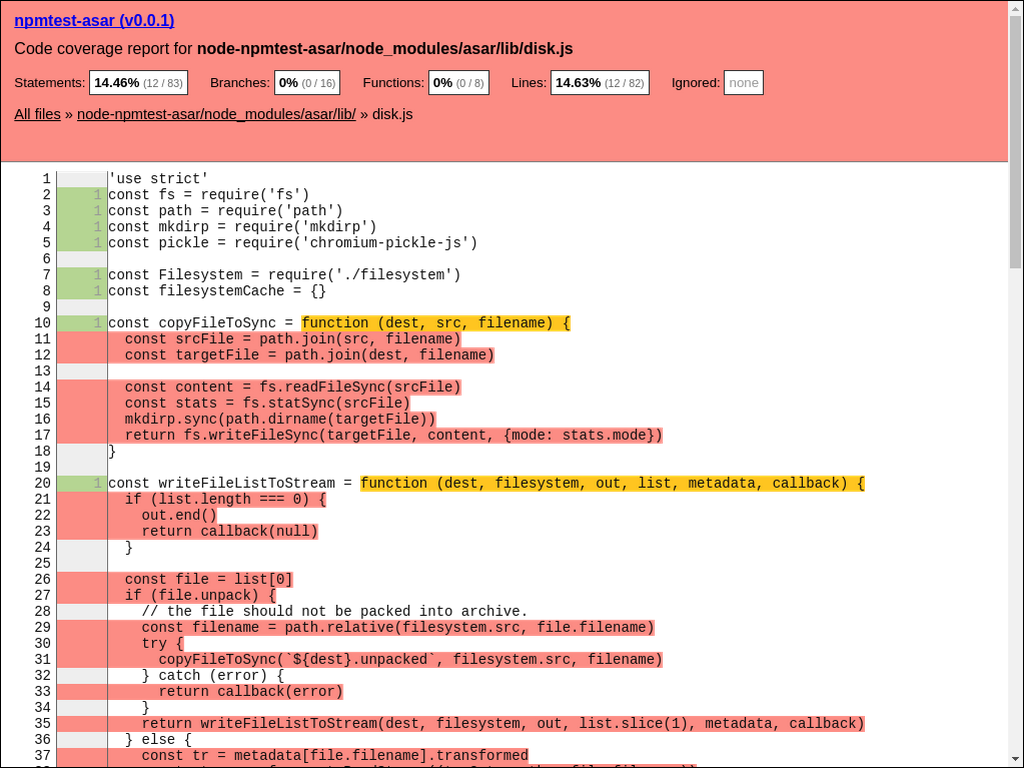 npmtest-asar (v0.0.1)
Code coverage report for node-npmtest-asar/node_modules/asar/lib/disk.js
Statements: 14.46% (12 / 83) Branches: 0% (0 / 16) Functions: 0% (0 / 8) Lines: 14.63% (12 / 82) Ignored: none
All files » node-npmtest-asar/node_modules/asar/lib/ » disk.js
1 'use strict'
2 1 const fs = require('fs')
3 1 const path = require('path')
4 1 const mkdirp = require('mkdirp')
5 1 const pickle = require('chromium-pickle-js')
6
7 1 const Filesystem = require('./filesystem')
8 1 const filesystemCache = {}
9
10 1 const copyFileToSync = function (dest, src, filename) {
11 const srcFile = path.join(src, filename)
12 const targetFile = path.join(dest, filename)
13
14 const content = fs.readFileSync(srcFile)
15 const stats = fs.statSync(srcFile)
16 mkdirp.sync(path.dirname(targetFile))
17 return fs.writeFileSync(targetFile, content, {mode: stats.mode})
18 }
19
20 1 const writeFileListToStream = function (dest, filesystem, out, list, metadata, callback) {
21 if (list.length === 0) {
22 out.end()
23 return callback(null)
24 }
25
26 const file = list[0]
27 if (file.unpack) {
28 // the file should not be packed into archive.
29 const filename = path.relative(filesystem.src, file.filename)
30 try {
31 copyFileToSync(`${dest}.unpacked`, filesystem.src, filename)
32 } catch (error) {
33 return callback(error)
34 }
35 return writeFileListToStream(dest, filesystem, out, list.slice(1), metadata, callback)
36 } else {
37 const tr = metadata[file.filename].transformed